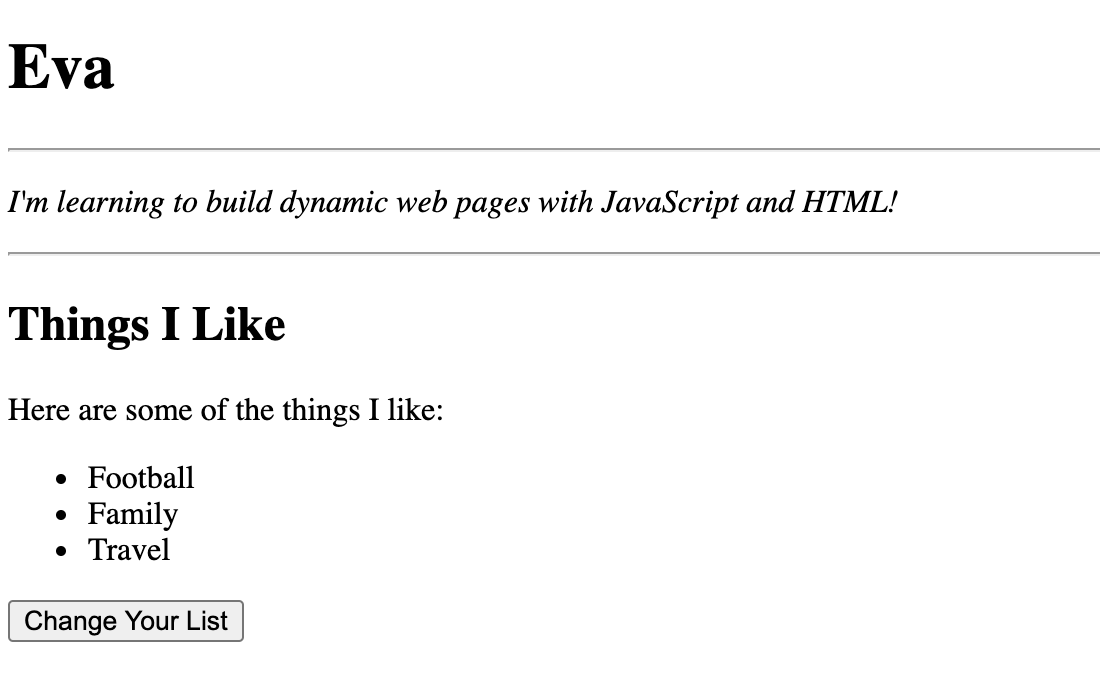 Eva
I'm learning to build dynamic web pages with JavaScript and HTML!
Things I Like
Here are some of the things I like:
Football
Family
Travel
Change Your List